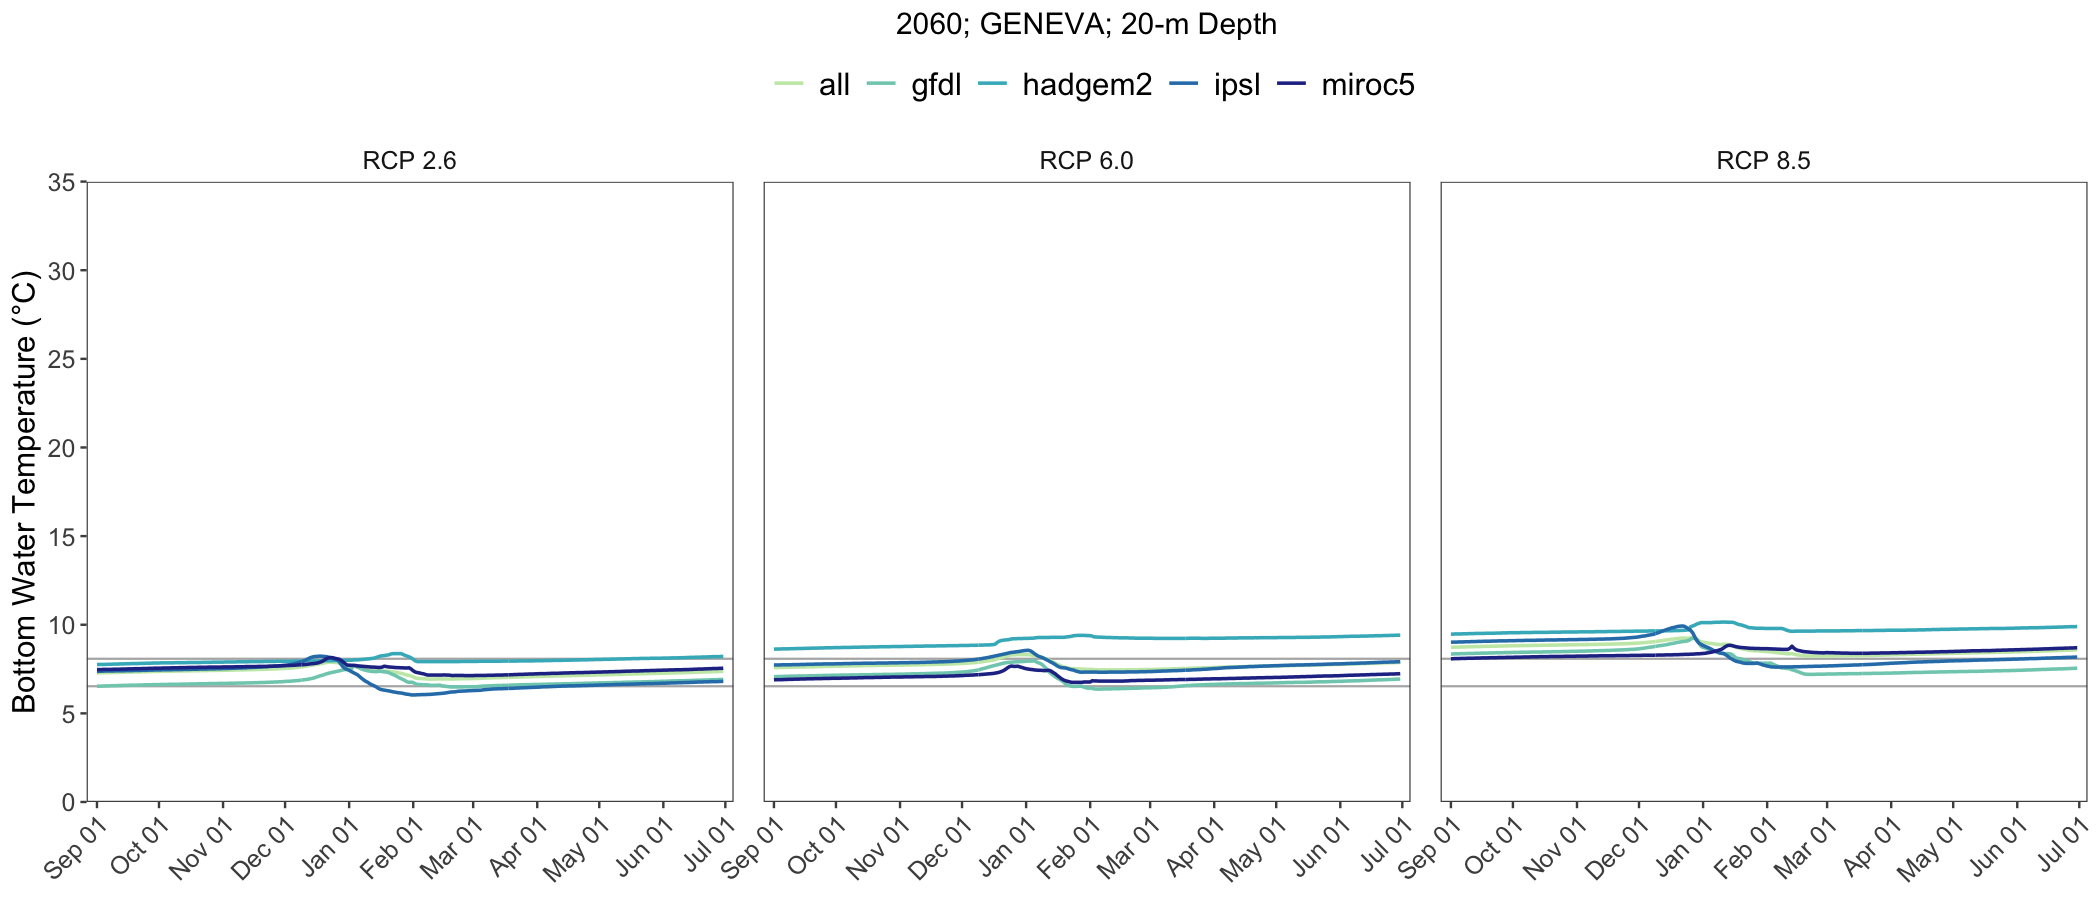 2060; GENEVA; 20-m Depth
all gfdl hadgem2 ipsl miroc5
RCP 2.6 RCP 6.0 RCP 8.5
Bottom Water Temperature (°C)
35
30
25
20
15
10
5
0
Sep 01 Oct 01 Nov 01 Dec 01 Jan 01 Feb 01 Mar 01 Apr 01 May 01 Jun 01 Jul 01
Sep 01 Oct 01 Nov 01 Dec 01 Jan 01 Feb 01 Mar 01 Apr 01 May 01 Jun 01 Jul 01
Sep 01 Oct 01 Nov 01 Dec 01 Jan 01 Feb 01 Mar 01 Apr 01 May 01 Jun 01 Jul 01